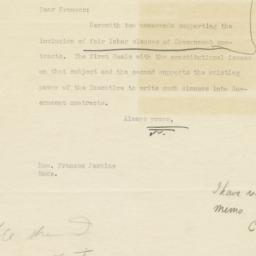 Dear Frances:
Herewith two memoranda supporting the
inclusion of fair labor clauses of Government con-
tracts. The first deals with the constitutional issues
on that subject and the second supports the existing
power of the Executive to write such clauses into Gov-
ernment contracts.
Always yours,
Hon. Frances Perkins
Encs.
I have
memo
C